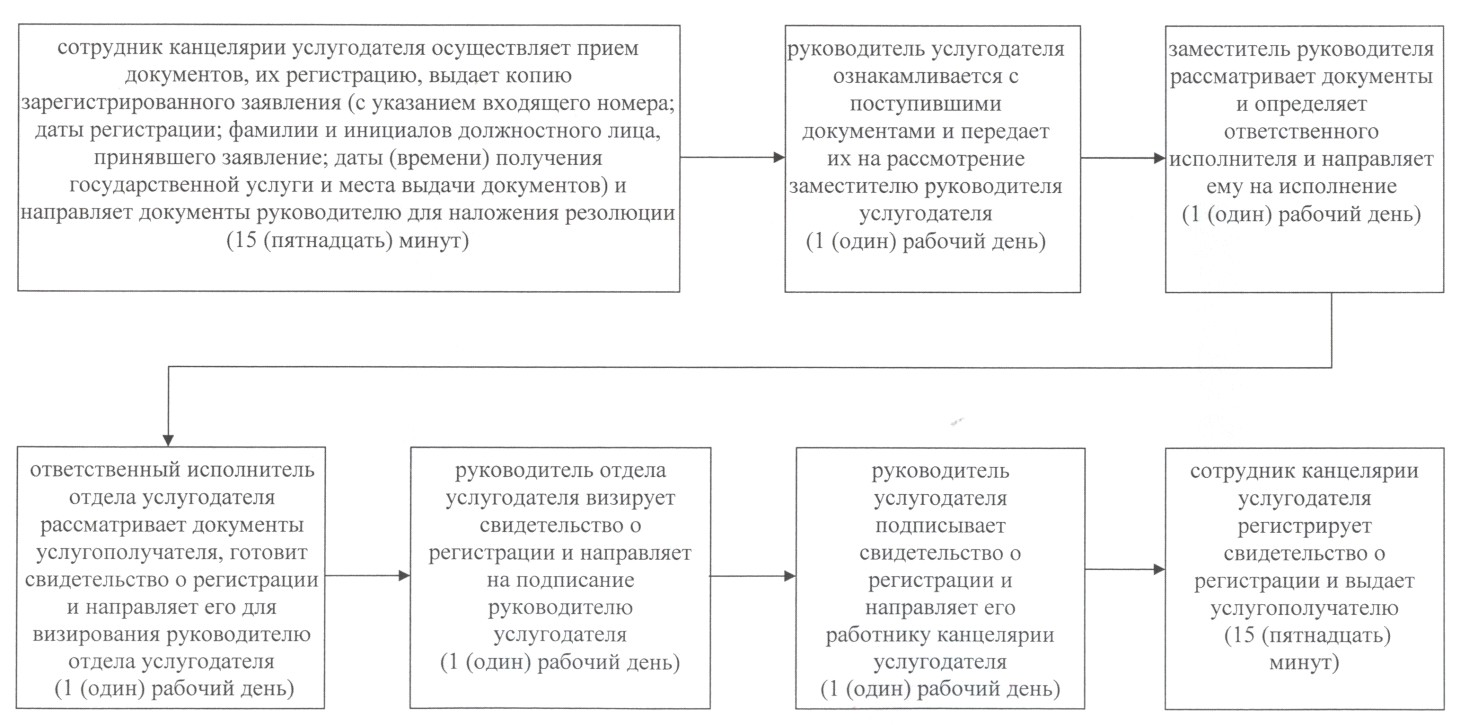 сотрудник канцелярии услугодателя осуществляет прием
документов, их регистрацию, выдает копию
зарегистрированного заявления (с указанием входящего номера;
даты регистрации; фамилии и инициалов должностного лица,
принявшего заявление; даты (времени) получения
государственной услуги и места выдачи документов) и
направляет документы руководителю для наложения резолюции
(15 (пятнадцать) минут)
руководитель услугодателя
ознакамливается с
поступившими
документами и передает
их на рассмотрение
заместителю руководителя
услугодателя
(1 (один) рабочий день)
заместитель руководителя
рассматривает документы
и определяет
ответственного
исполнителя и направляет
ему на исполнение
(1 (один) рабочий день)
ответственный исполнитель
отдела услугодателя
рассматривает документы
услугополучателя, готовит
свидетельство о регистрации
и направляет его для
визирования руководителю
отдела услугодателя
(1 (один) рабочий день)
руководитель отдела
услугодателя визирует
свидетельство о
регистрации и направляет
на подписание
руководителю
услугодателя
(1 (один) рабочий день)
руководитель
услугодателя
подписывает
свидетельство о
регистрации и
направляет его
работнику канцелярии
услугодателя
(1 (один) рабочий день)
сотрудник канцелярии
услугодателя
регистрирует
свидетельство о
регистрации и выдает
услугополучателю
(15 (пятнадцать)
минут)